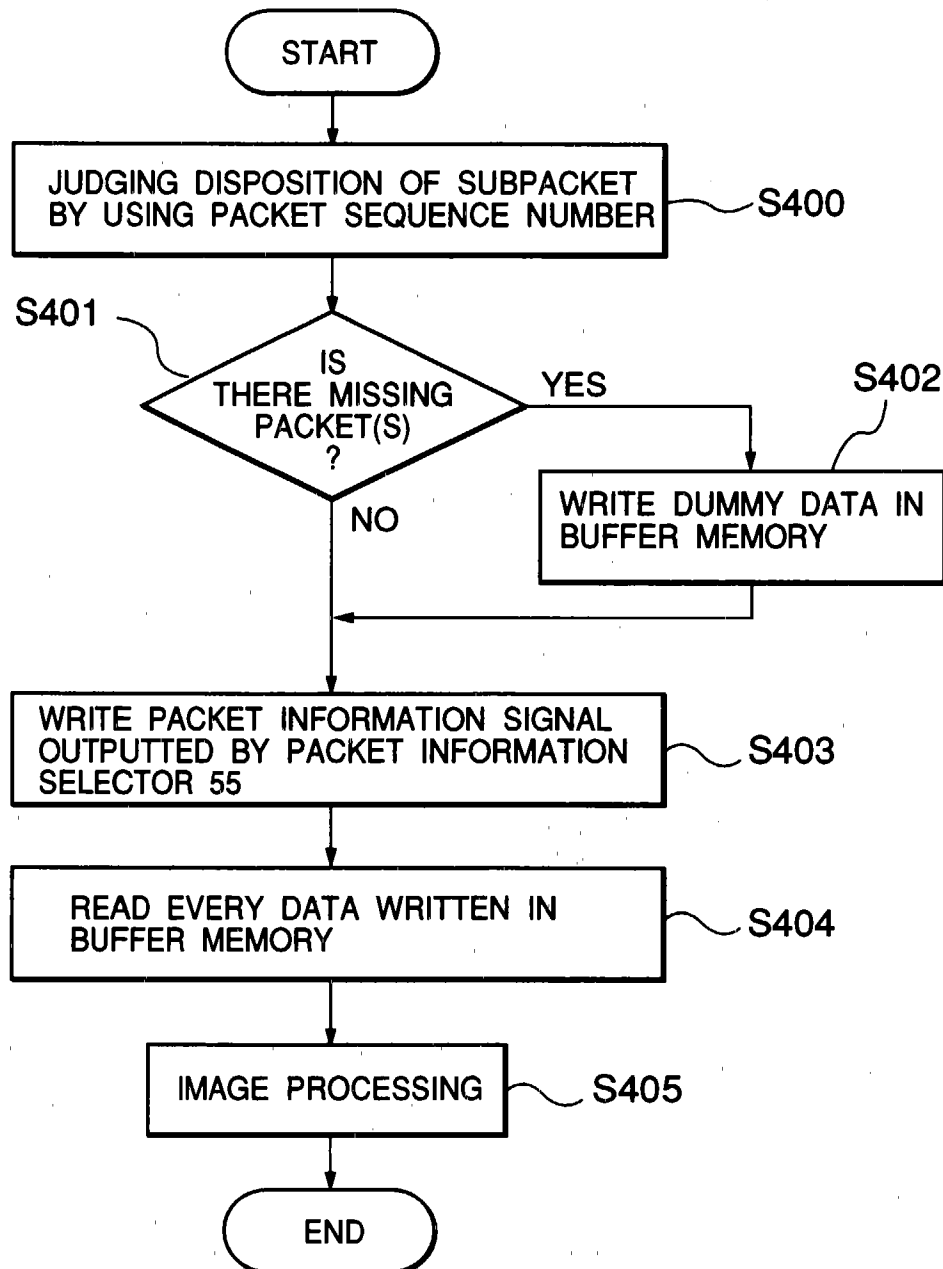 START
JUDGING DISPOSITION OF SUBPACKET
BY USING PACKET SEQUENCE NUMBER
S400
S401
IS
THERE MISSING
PACKET(S)
?
YES
S402
WRITE DUMMY DATA IN
BUFFER MEMORY
NO
WRITE PACKET INFORMATION SIGNAL
OUTPUTTED BY PACKET INFORMATION
SELECTOR 55
S403
READ EVERY DATA WRITTEN IN
BUFFER MEMORY
S404
IMAGE PROCESSING
S405
END